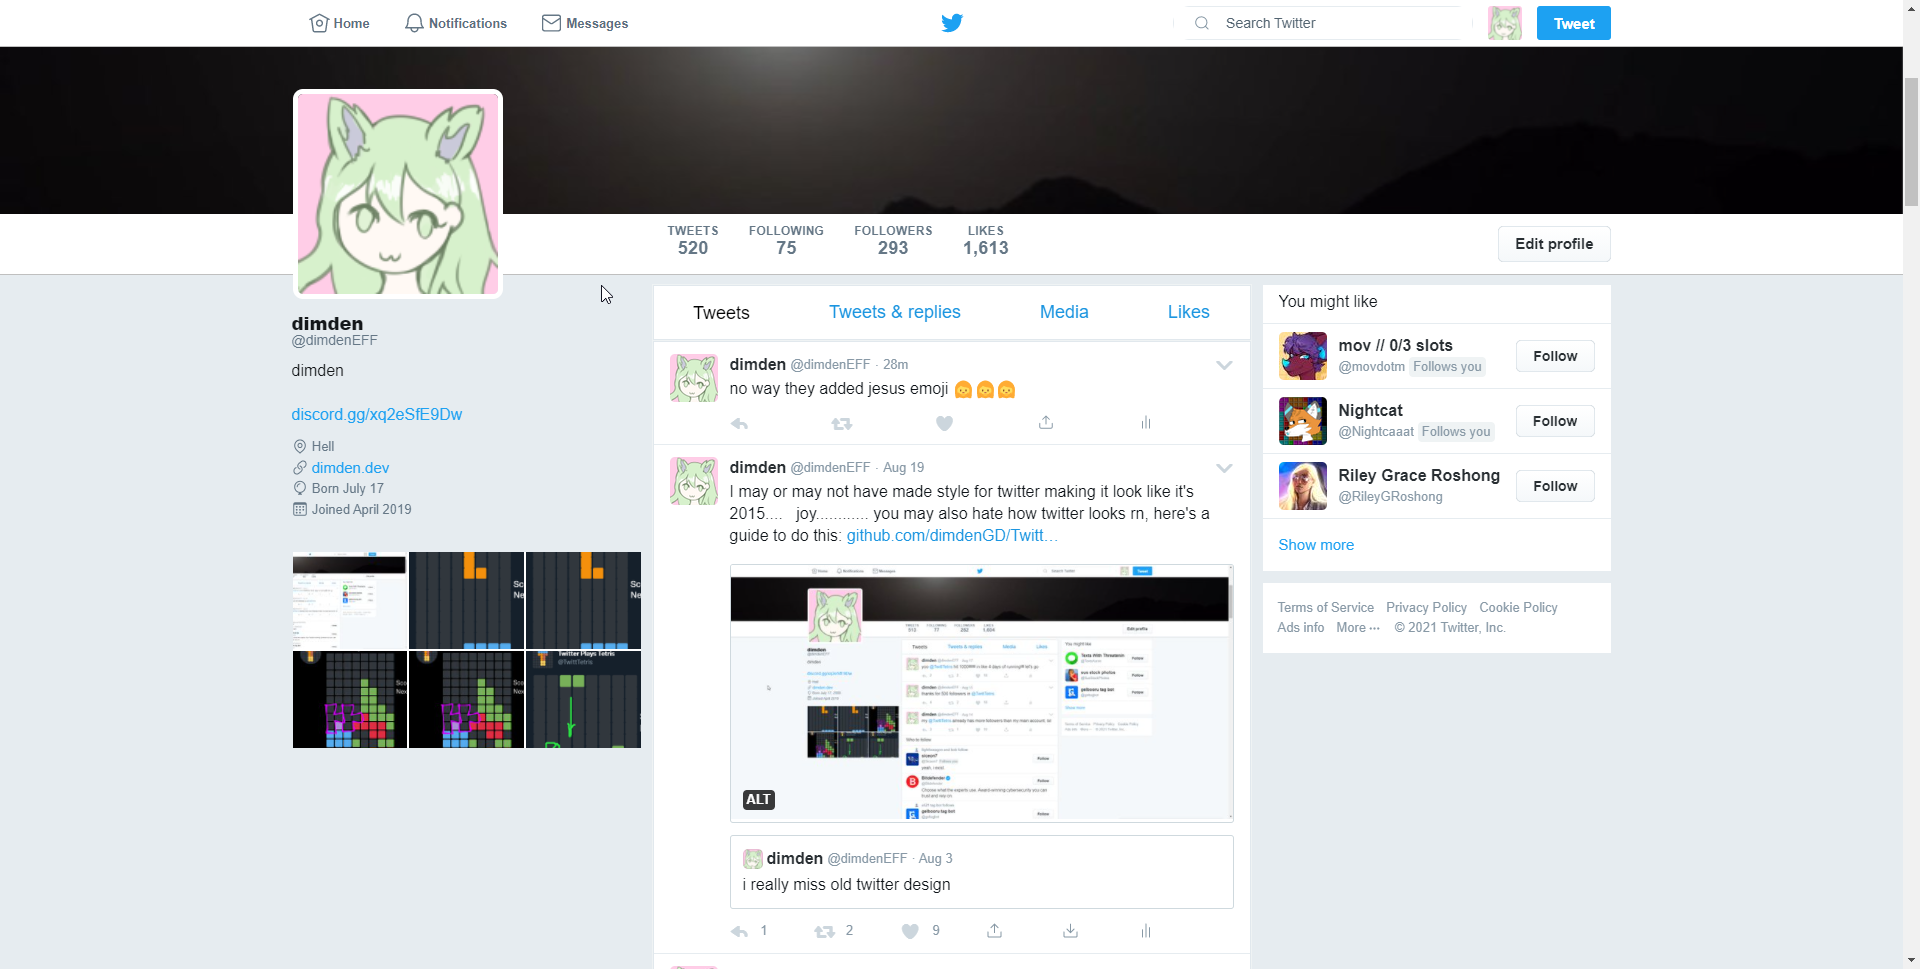 Home
Notifications
Messages
Search Twitter
Tweet
TWEETS
520
FOLLOWING
75
FOLLOWERS
293
LIKES
1,613
Edit profile
dimden
@dimdenEFF
dimden
discord.gg/xq2eSfE9Dw
Hell
dimden.dev
Born July 17
Joined April 2019
Twitter Plays Tetris
@TwittTetris
Tweets
Tweets & replies
Media
Likes
dimden @dimdenEFF · 28m
no way they added jesus emoji
dimden @dimdenEFF · Aug 19
I may or may not have made style for twitter making it look like it's
2015.... joy............ you may also hate how twitter looks rn, here's a
guide to do this: github.com/dimdenGD/Twitt…
ALT
dimden @dimdenEFF · Aug 3
i really miss old twitter design
1 2 9
You might like
mov // 0/3 slots
@movdotm Follows you
Follow
Nightcat
@Nightcaaat Follows you
Follow
Riley Grace Roshong
@RileyGRoshong
Follow
Show more
Terms of Service Privacy Policy Cookie Policy
Ads info More ··· © 2021 Twitter, Inc.